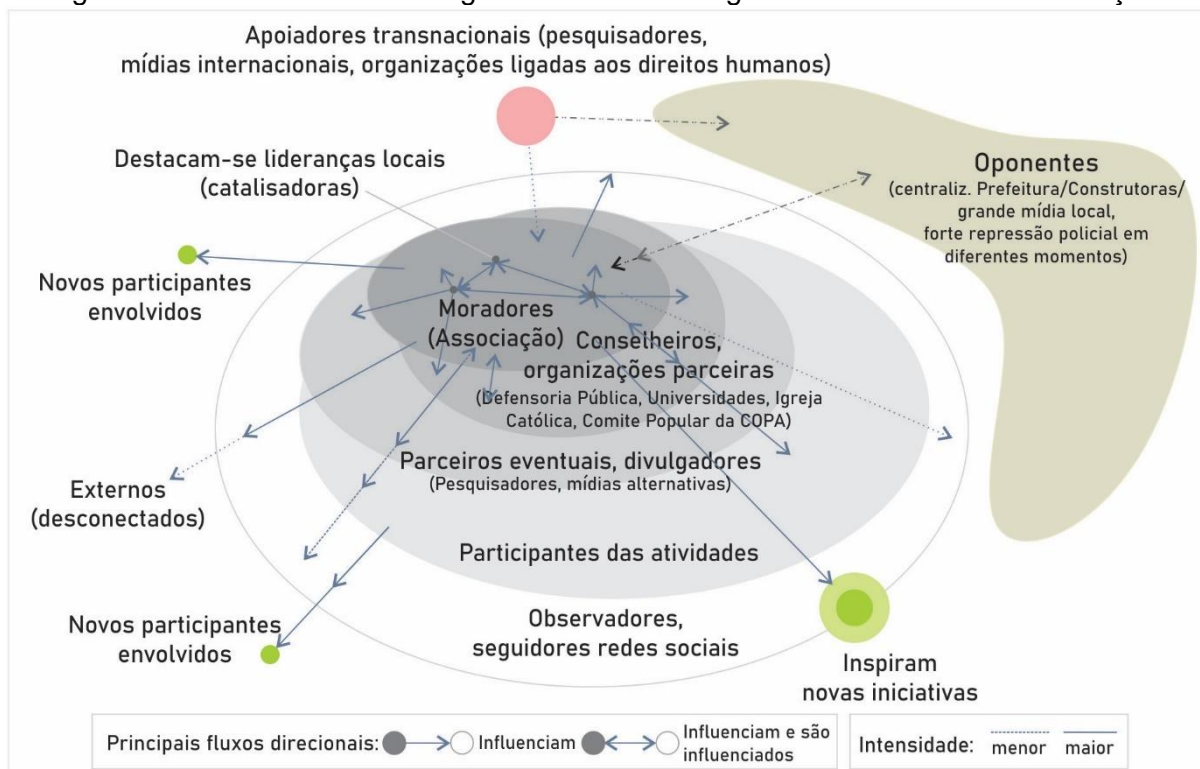 Apoiadores transnacionais (pesquisadores,
mídias internacionais, organizações ligadas aos direitos humanos)
Destacam-se lideranças locais
(catalisadoras)
Oponentes
(centraliz. Prefeitura/Construtoras/
grande mídia local,
forte repressão policial em
diferentes momentos)
Novos participantes
envolvidos
Moradores
(Associação)
Conselheiros,
organizações parceiras
(Defensoria Pública, Universidades, Igreja
Católica, Comite Popular da COPA)
Parceiros eventuais, divulgadores
(Pesquisadores, mídias alternativas)
Externos
(desconectados)
Participantes das atividades
Novos participantes
envolvidos
Observadores,
seguidores redes sociais
Inspiram
novas iniciativas
Principais fluxos direcionais:
Influenciam
Influenciam e são
influenciados
Intensidade: menor maior